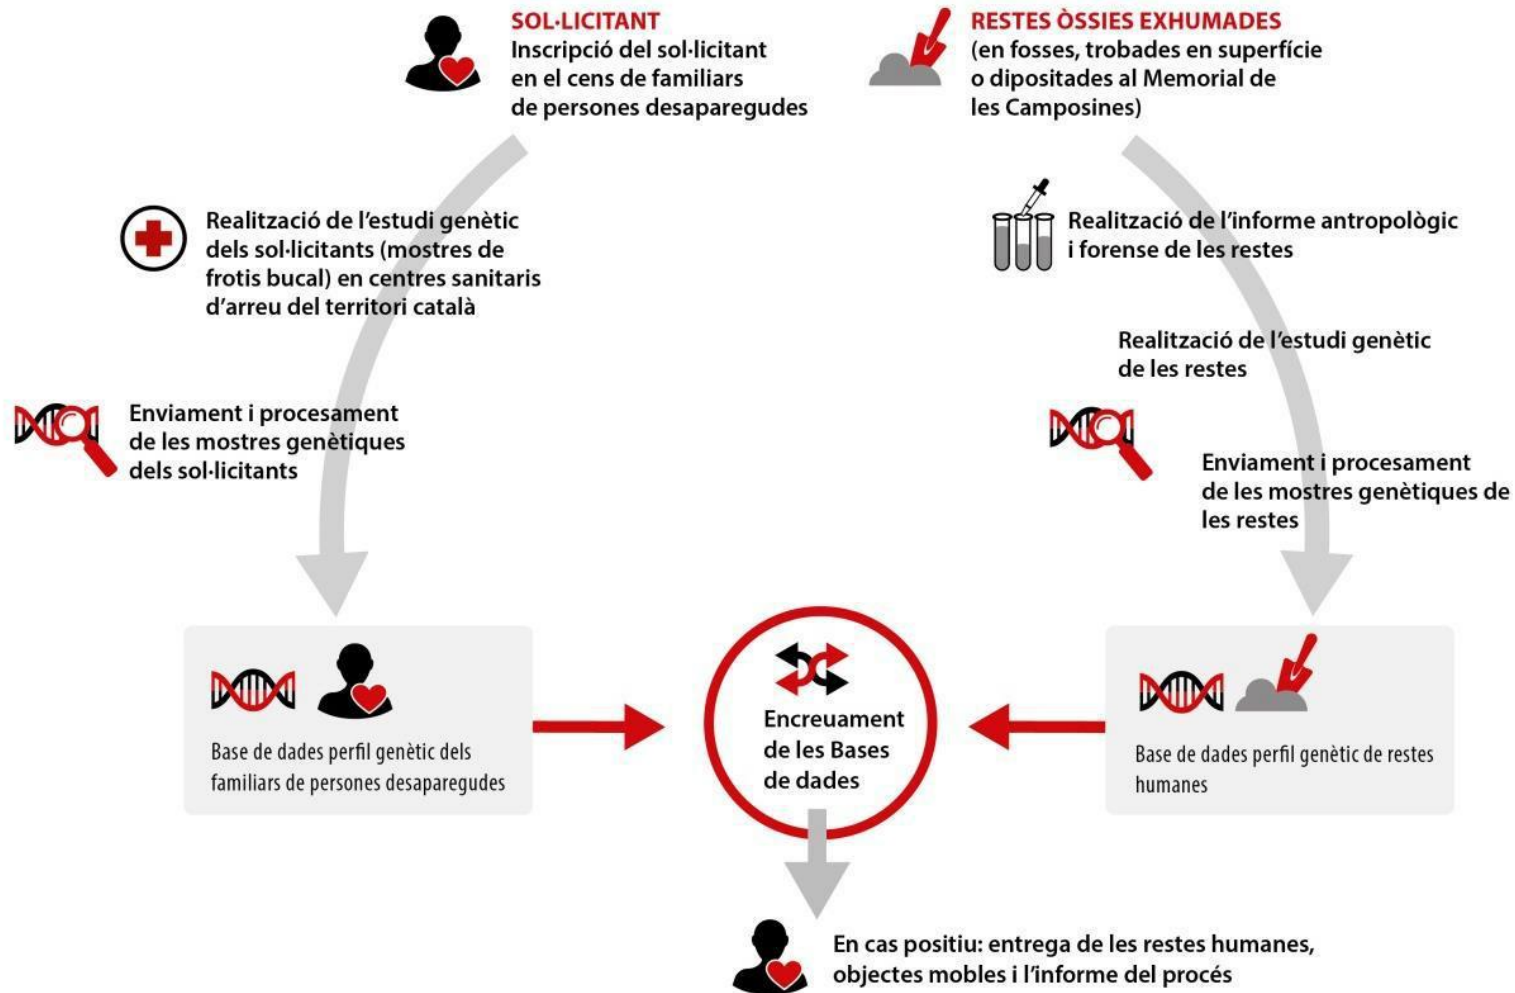 SOL·LICITANT
Inscripció del sol·licitant
en el cens de familiars
de persones desaparegudes
RESTES ÒSSIES EXHUMADES
(en fosses, trobades en superfície
o dipositades al Memorial de
les Camposines)
Realització de l'estudi genètic
dels sol·licitants (mostres de
frotis bucal) en centres sanitaris
d'arreu del territori català
Realització de l'informe antropològic
i forense de les restes
Realització de l'estudi genètic
de les restes
Enviament i procesament
de les mostres genètiques
dels sol·licitants
Enviament i procesament
de les mostres genètiques de
les restes
Base de dades perfil genètic dels
familiars de persones desaparegudes
Encreuament
de les Bases
de dades
Base de dades perfil genètic de restes
humanes
En cas positiu: entrega de les restes humanes,
objectes mobles i l'informe del procés